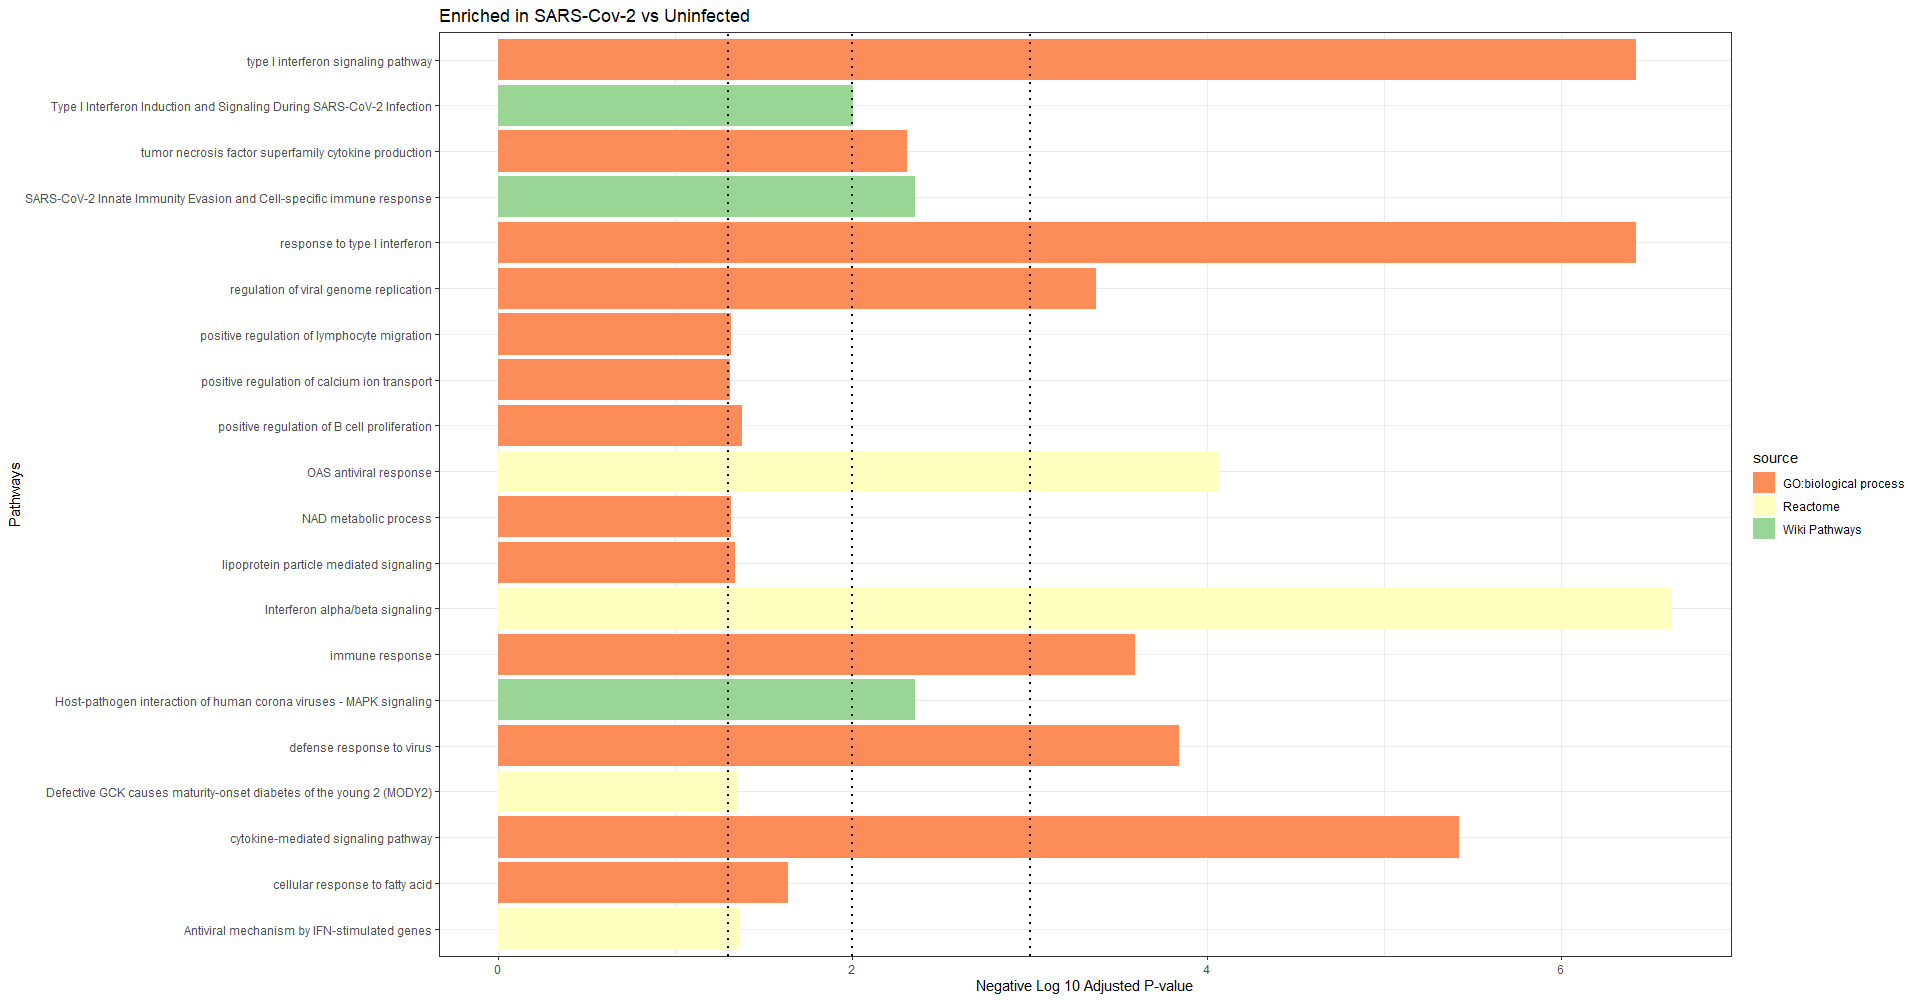 Enriched in SARS-Cov-2 vs Uninfected
type I interferon signaling pathway
Type I Interferon Induction and Signaling During SARS-CoV-2 Infection
tumor necrosis factor superfamily cytokine production
SARS-CoV-2 Innate Immunity Evasion and Cell-specific immune response
response to type I interferon
regulation of viral genome replication
positive regulation of lymphocyte migration
positive regulation of calcium ion transport
positive regulation of B cell proliferation
OAS antiviral response
NAD metabolic process
lipoprotein particle mediated signaling
Interferon alpha/beta signaling
immune response
Host-pathogen interaction of human corona viruses - MAPK signaling
defense response to virus
Defective GCK causes maturity-onset diabetes of the young 2 (MODY2)
cytokine-mediated signaling pathway
cellular response to fatty acid
Antiviral mechanism by IFN-stimulated genes
Pathways
0 2 4 6
Negative Log 10 Adjusted P-value
source
GO:biological process
Reactome
Wiki Pathways